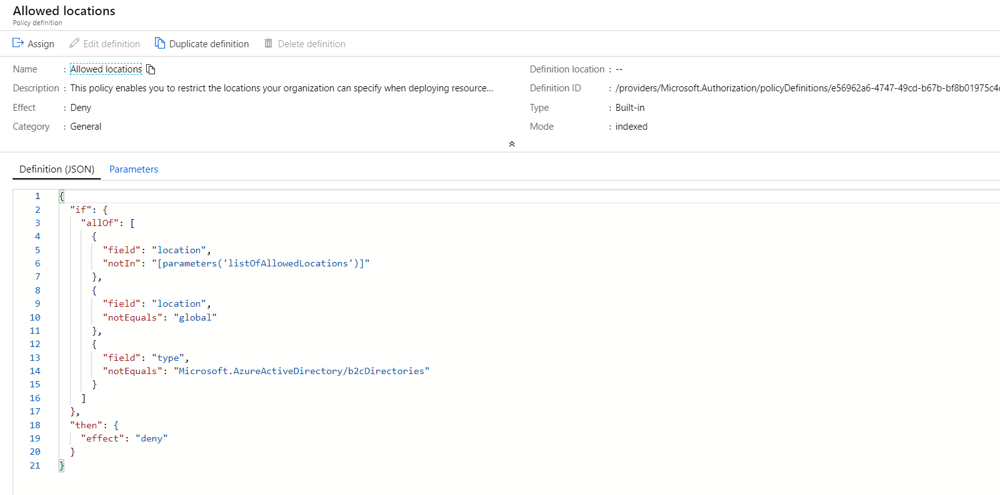 Allowed locations
Policy definition
Assign Edit definition Duplicate definition Delete definition
Name : Allowed locations
Description : This policy enables you to restrict the locations your organization can specify when deploying resource...
Effect : Deny
Category : General
Definition location : --
Definition ID : /providers/Microsoft.Authorization/policyDefinitions/e56962a6-4747-49cd-b67b-bf8b01975c4
Type : Built-in
Mode : indexed
Definition (JSON) Parameters
1 {
2 "if": {
3 "allOf": [
4 {
5 "field": "location",
6 "notIn": "[parameters('listOfAllowedLocations')]"
7 },
8 {
9 "field": "location",
10 "notEquals": "global"
11 },
12 {
13 "field": "type",
14 "notEquals": "Microsoft.AzureActiveDirectory/b2cDirectories"
15 }
16 ]
17 },
18 "then": {
19 "effect": "deny"
20 }
21 }